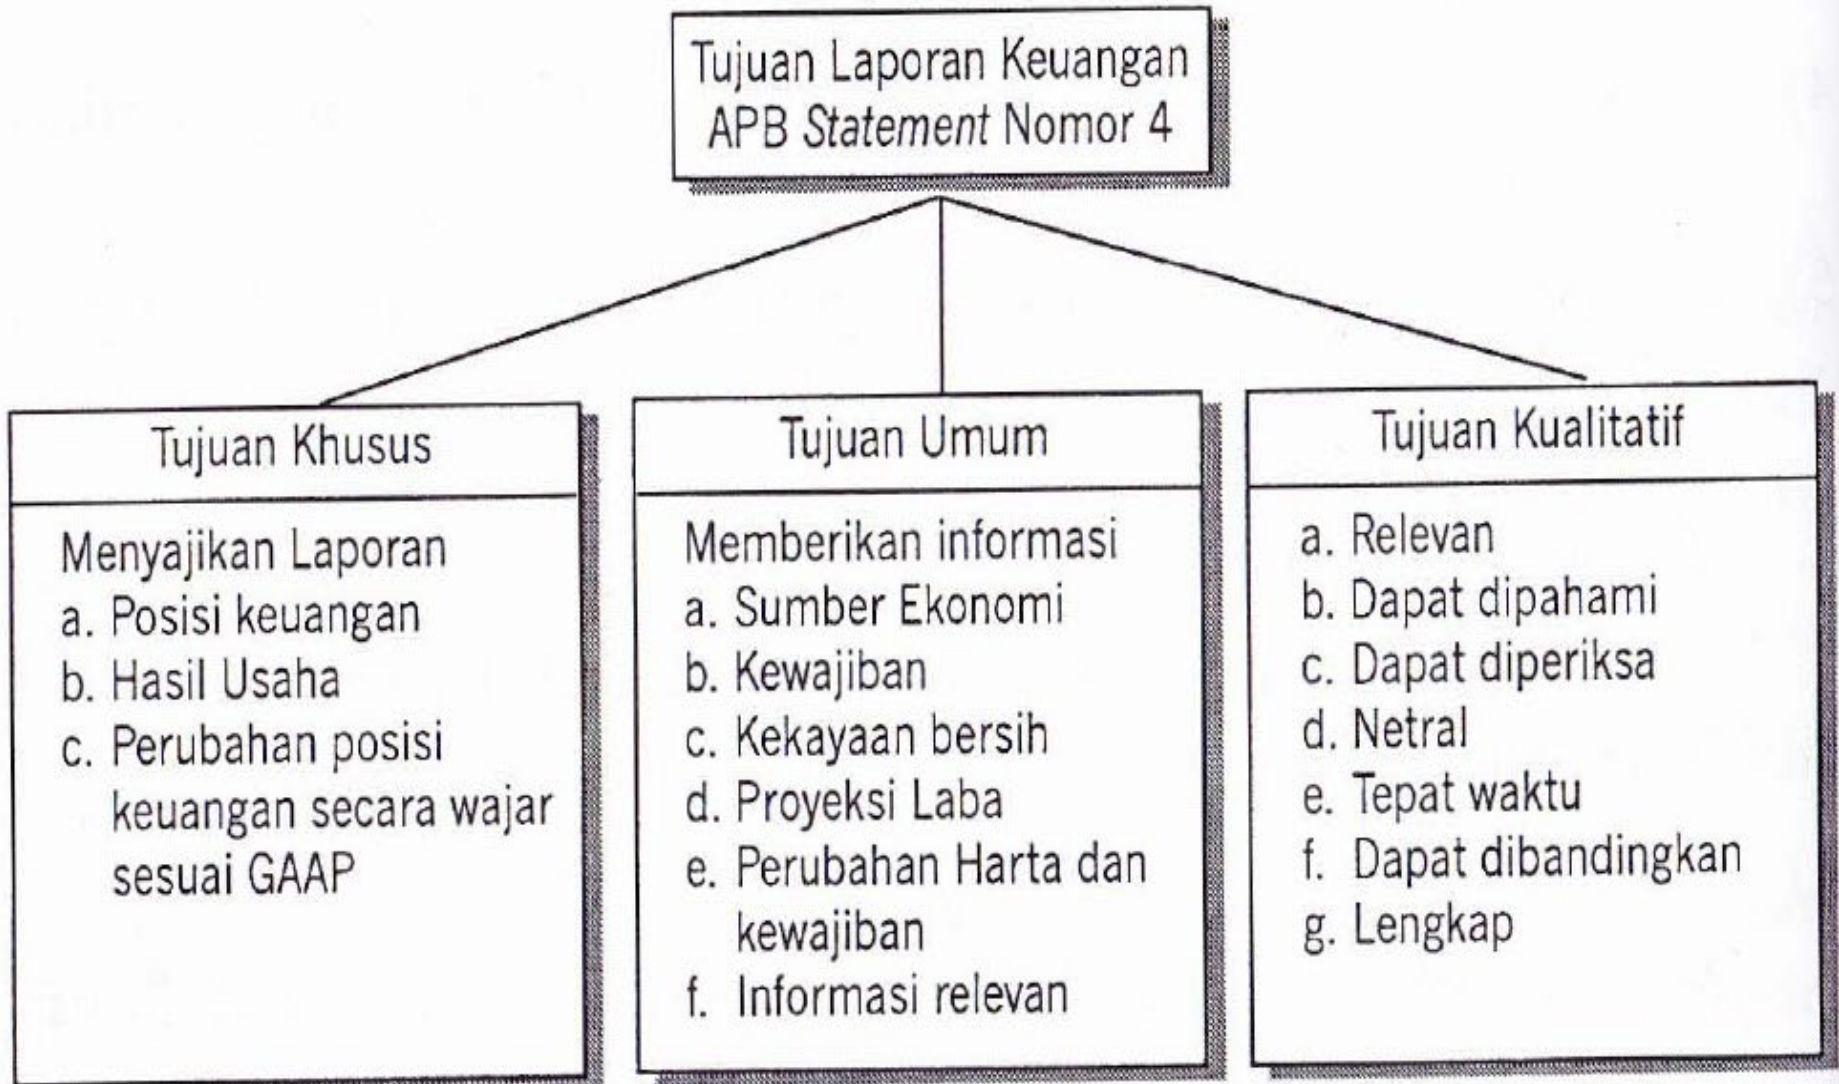 Tujuan Laporan Keuangan
APB Statement Nomor 4
Tujuan Khusus
Menyajikan Laporan
a. Posisi keuangan
b. Hasil Usaha
c. Perubahan posisi
keuangan secara wajar
sesuai GAAP
Tujuan Umum
Memberikan informasi
a. Sumber Ekonomi
b. Kewajiban
c. Kekayaan bersih
d. Proyeksi Laba
e. Perubahan Harta dan
kewajiban
f. Informasi relevan
Tujuan Kualitatif
a. Relevan
b. Dapat dipahami
c. Dapat diperiksa
d. Netral
e. Tepat waktu
f. Dapat dibandingkan
g. Lengkap